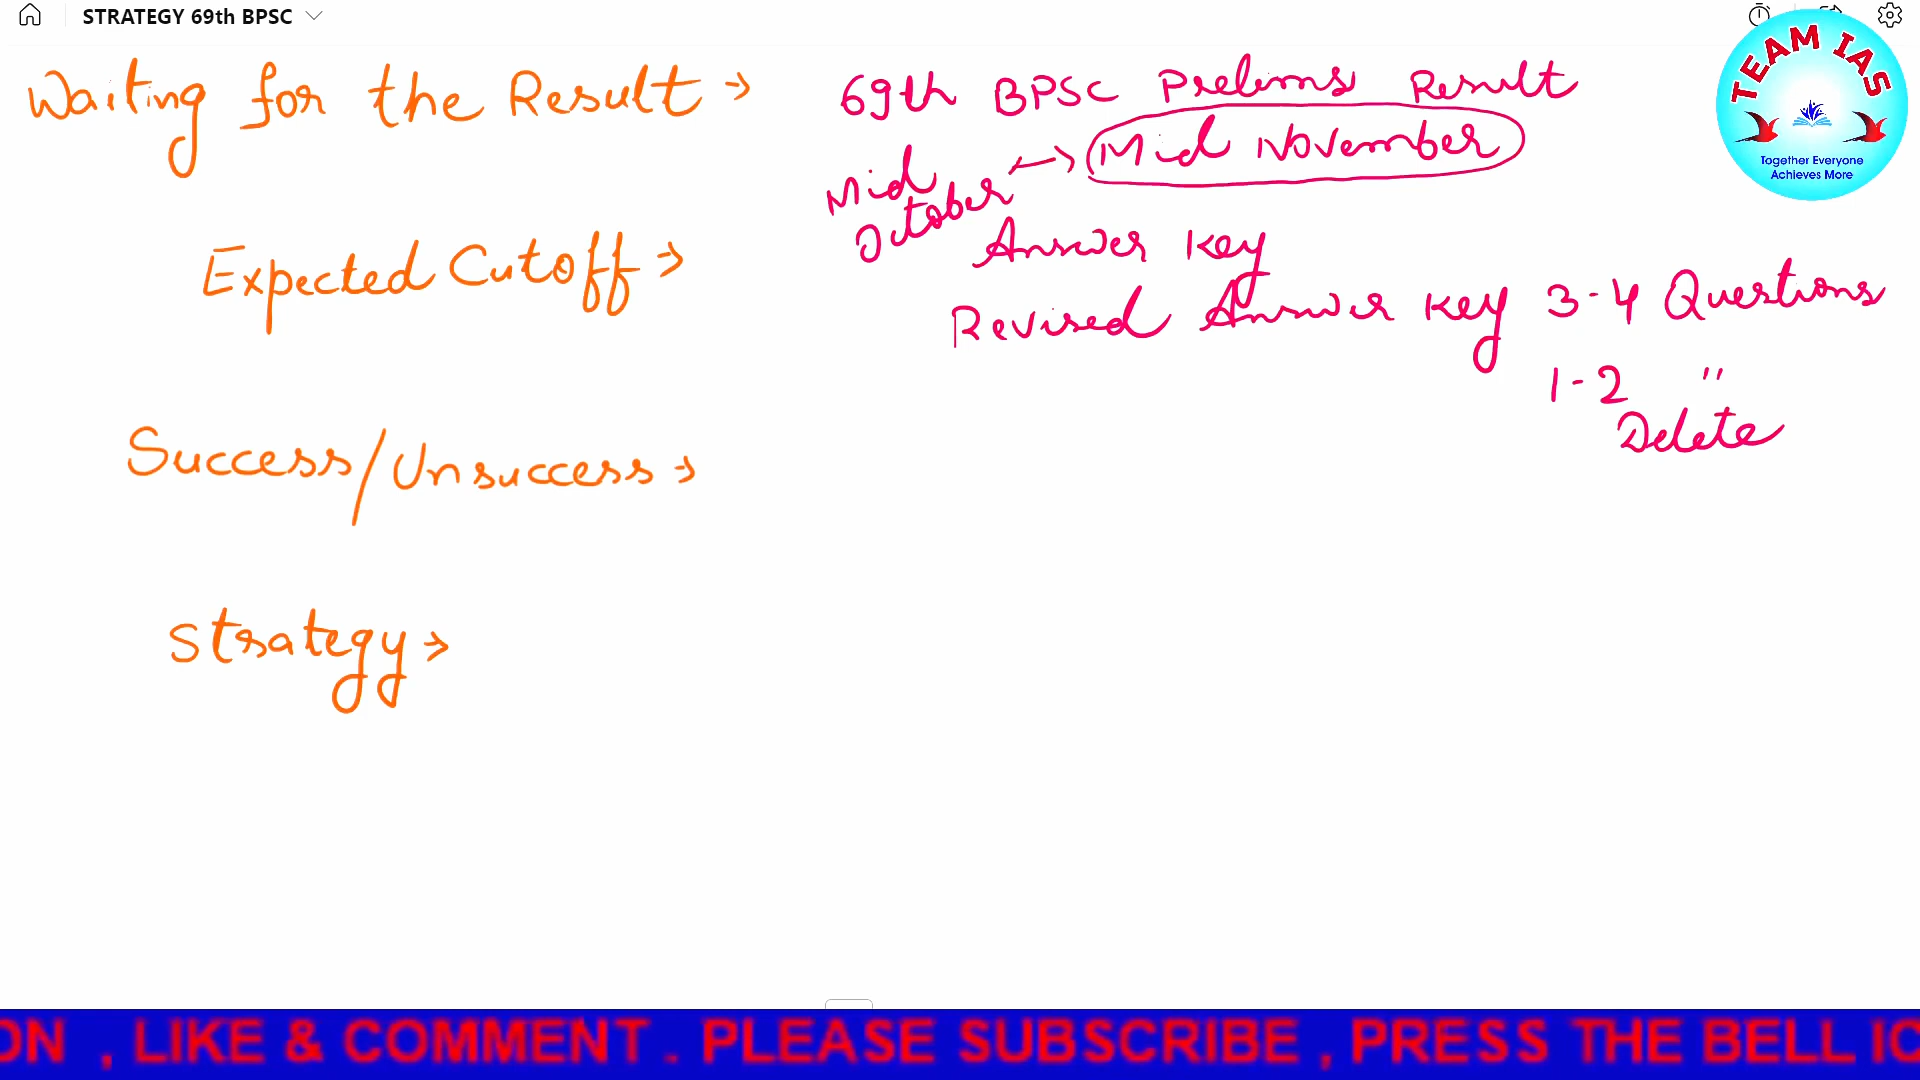 STRATEGY 69th BPSC
Waiting for the Result →
69th BPSC Prelims Result
Mid October → Mid November
Answer Key
Revised Answer Key 3-4 Questions
1-2 "
Delete
Expected Cutoff →
Success/Unsuccess →
Strategy →
TEAM IAS
Together Everyone
Achieves More
ON , LIKE & COMMENT . PLEASE SUBSCRIBE , PRESS THE BELL IC